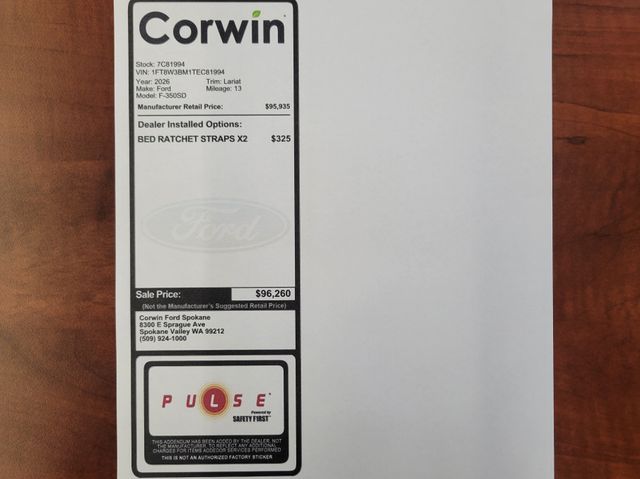 Corwin
Stock: 7C81994
VIN: 1FT8W3BM1TEC81994
Year: 2026 Trim: Lariat
Make: Ford Mileage: 13
Model: F-350SD
Manufacturer Retail Price: $95,935
Dealer Installed Options:
BED RATCHET STRAPS X2 $325
Ford
Sale Price: $96,260
(Not the Manufacturer's Suggested Retail Price)
Corwin Ford Spokane
8300 E Sprague Ave
Spokane Valley WA 99212
(509) 924-1000
PULSE
Powered by
SAFETY FIRST
THIS ADDENDUM HAS BEEN ADDED BY THE DEALER, NOT
THE MANUFACTURER, TO REFLECT ANY ADDITIONAL
CHARGES FOR ITEMS ADDEDOR SERVICES PERFORMED
THIS IS NOT AN AUTHORIZED FACTORY STICKER